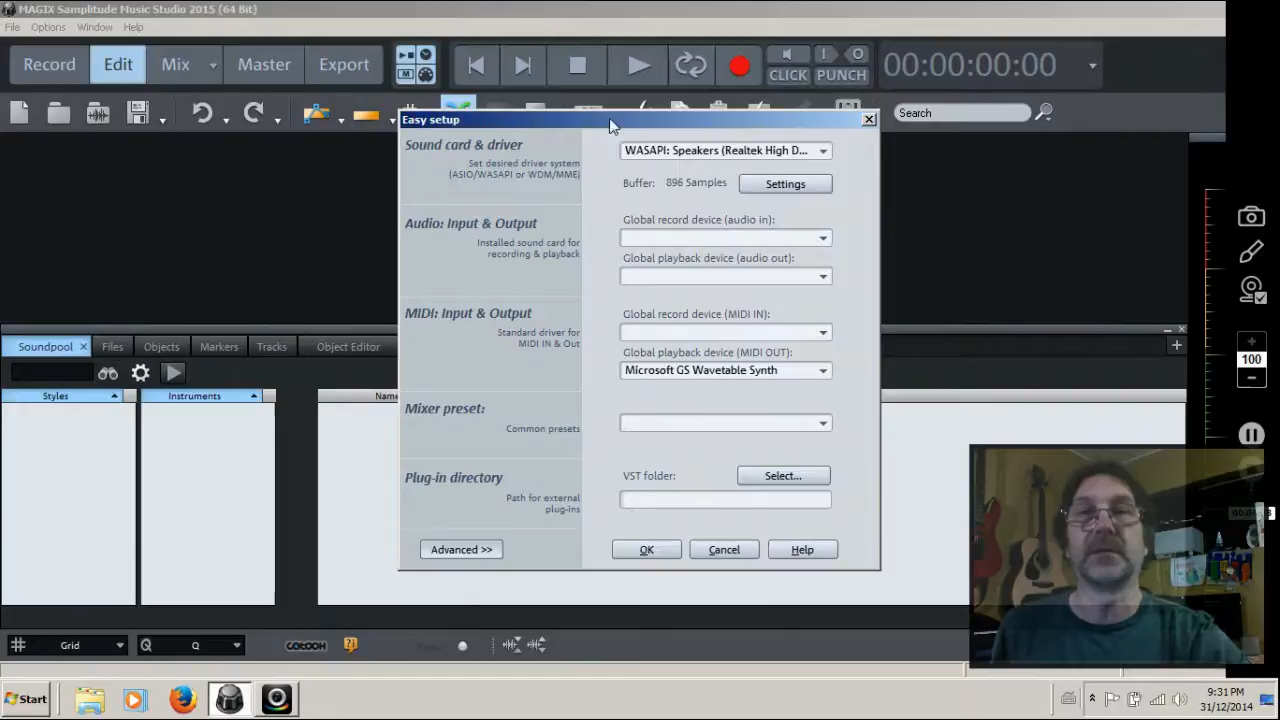 MAGIX Samplitude Music Studio 2015 (64 Bit)
File Options Window Help
Record Edit Mix Master Export
CLICK PUNCH
00:00:00:00
Search
Easy setup
Sound card & driver
Set desired driver system
(ASIO/WASAPI or WDM/MME)
WASAPI: Speakers (Realtek High D...
Buffer: 896 Samples Settings
Audio: Input & Output
Installed sound card for
recording & playback
Global record device (audio in):
Global playback device (audio out):
MIDI: Input & Output
Standard driver for
MIDI IN & Out
Global record device (MIDI IN):
Global playback device (MIDI OUT):
Microsoft GS Wavetable Synth
Mixer preset:
Common presets
Plug-in directory
Path for external
plug-ins
VST folder: Select...
Advanced >> OK Cancel Help
Soundpool Files Objects Markers Tracks Object Editor
Styles Instruments
100
Grid Q Q
Start
9:31 PM
31/12/2014